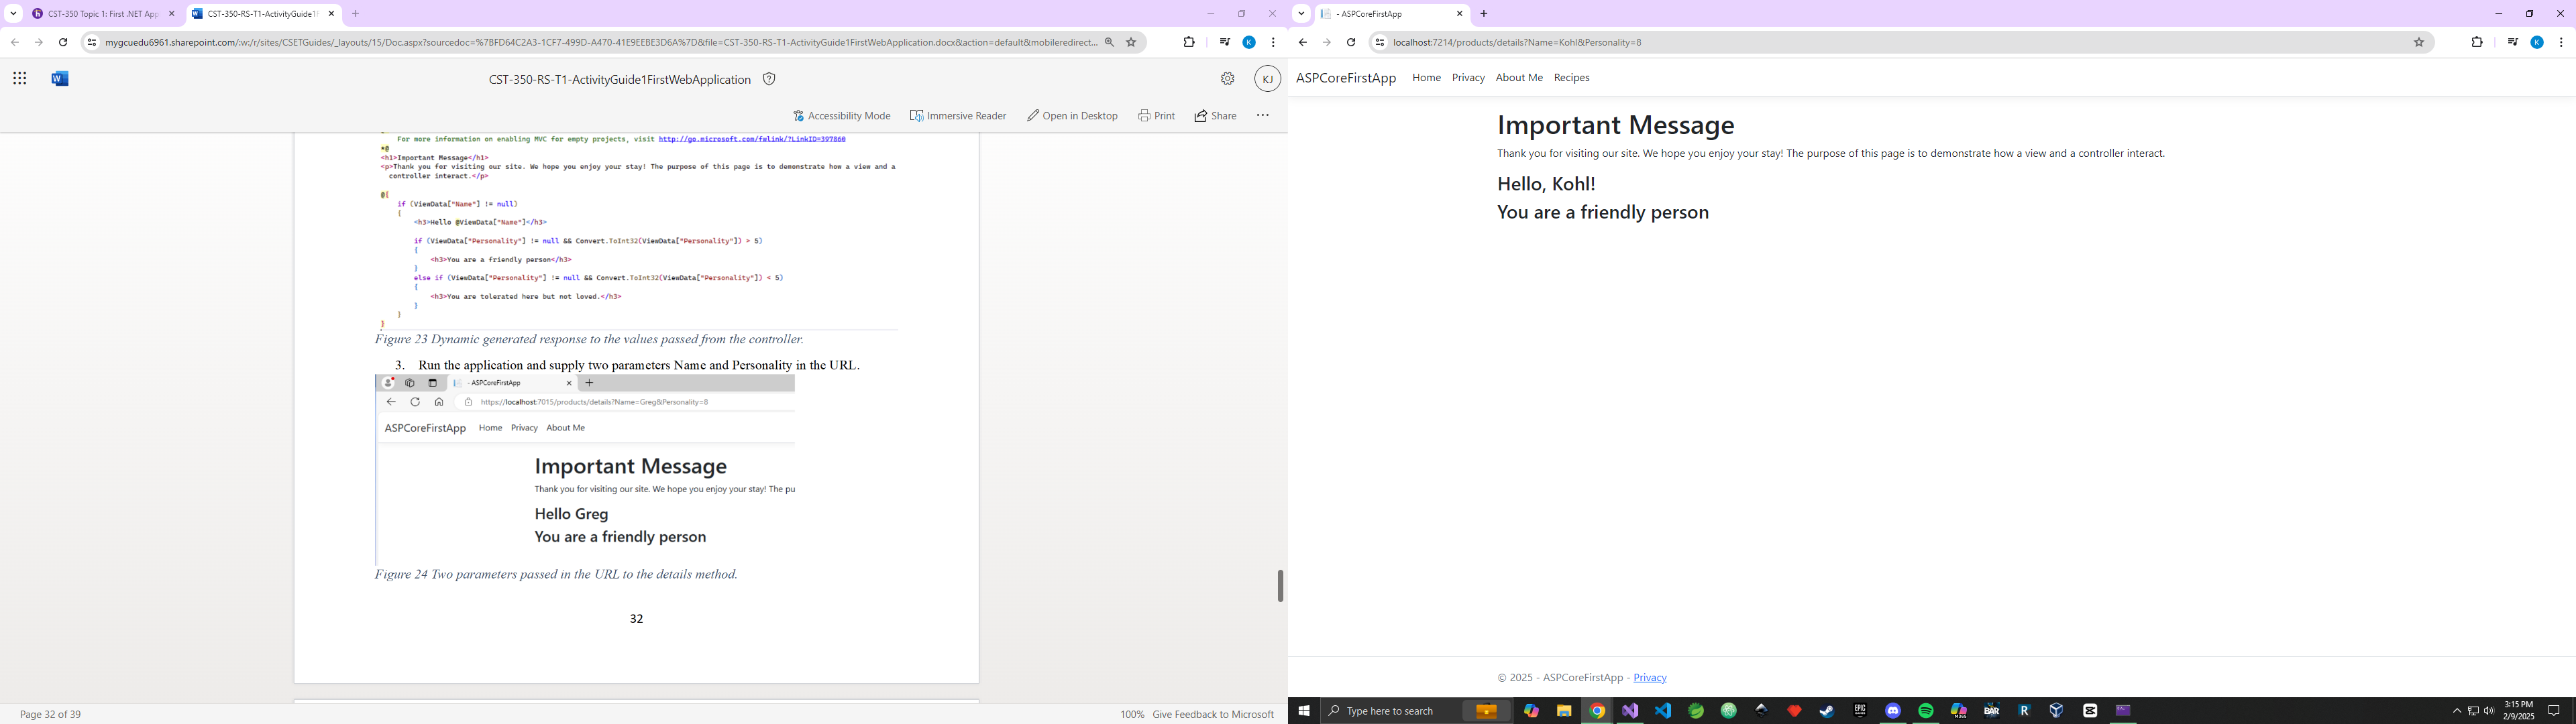 CST-350 Topic 1: First .NET App
CST-350-RS-T1-ActivityGuide1F
mygcuedu6961.sharepoint.com/:w:/r/sites/CSETGuides/_layouts/15/Doc.aspx?sourcedoc=%7BFD64C2A3-1CF7-499D-A470-41E9EEBE3D6A%7D&file=CST-350-RS-T1-ActivityGuide1FirstWebApplication.docx&action=default&mobileredirect...
K
W
CST-350-RS-T1-ActivityGuide1FirstWebApplication
KJ
Accessibility Mode
Immersive Reader
Open in Desktop
Print
Share
For more information on enabling MVC for empty projects, visit http://go.microsoft.com/fwlink/?LinkID=397860
*@
<h1>Important Message</h1>
<p>Thank you for visiting our site. We hope you enjoy your stay! The purpose of this page is to demonstrate how a view and a
controller interact.</p>
@{
if (ViewData["Name"] != null)
{
<h3>Hello @ViewData["Name"]</h3>
if (ViewData["Personality"] != null && Convert.ToInt32(ViewData["Personality"]) > 5)
{
<h3>You are a friendly person</h3>
}
else if (ViewData["Personality"] != null && Convert.ToInt32(ViewData["Personality"]) < 5)
{
<h3>You are tolerated here but not loved.</h3>
}
}
}
Figure 23 Dynamic generated response to the values passed from the controller.
3. Run the application and supply two parameters Name and Personality in the URL.
- ASPCoreFirstApp
https://localhost:7015/products/details?Name=Greg&Personality=8
ASPCoreFirstApp Home Privacy About Me
Important Message
Thank you for visiting our site. We hope you enjoy your stay! The pu
Hello Greg
You are a friendly person
Figure 24 Two parameters passed in the URL to the details method.
32
Page 32 of 39
100% Give Feedback to Microsoft
- ASPCoreFirstApp
localhost:7214/products/details?Name=Kohl&Personality=8
K
ASPCoreFirstApp Home Privacy About Me Recipes
Important Message
Thank you for visiting our site. We hope you enjoy your stay! The purpose of this page is to demonstrate how a view and a controller interact.
Hello, Kohl!
You are a friendly person
© 2025 - ASPCoreFirstApp - Privacy
Type here to search
3:15 PM
2/9/2025